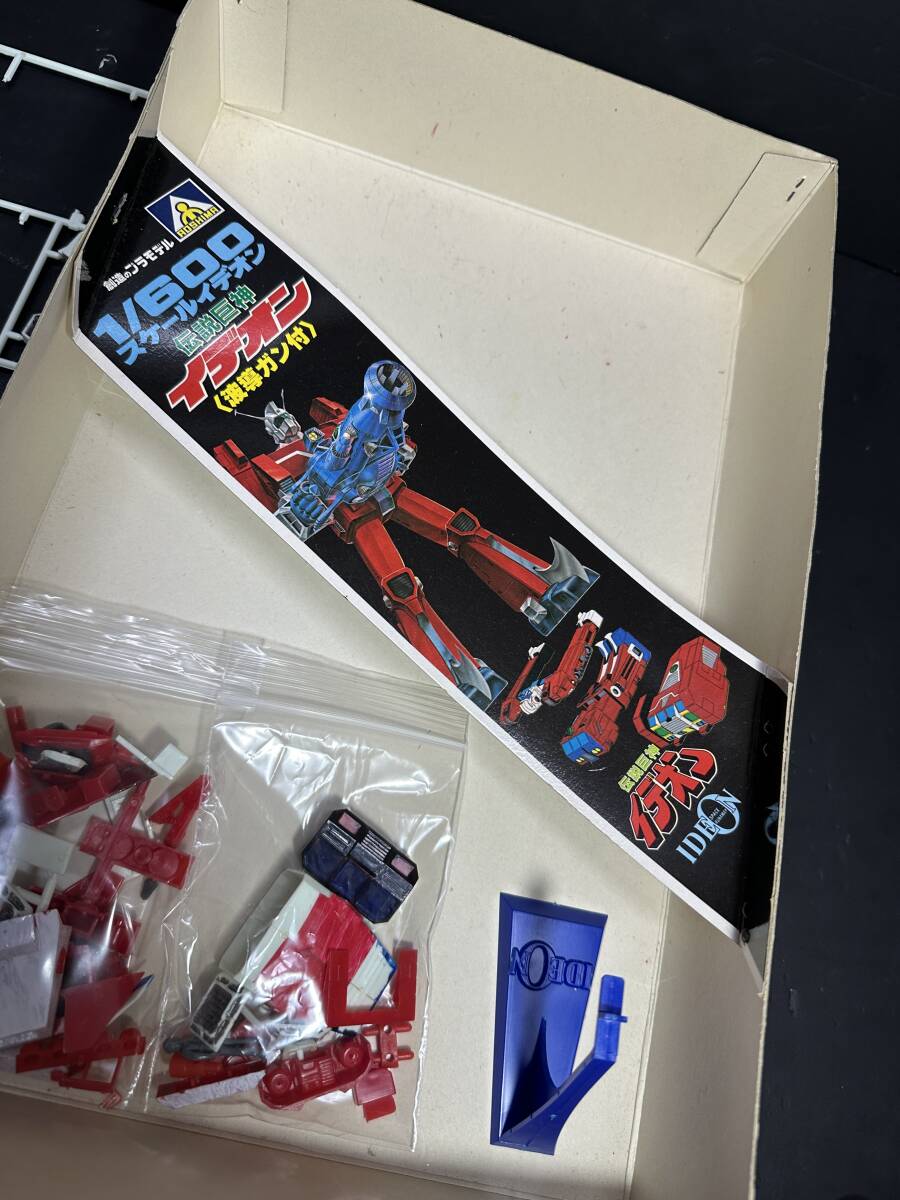 AOSHIMA
創造のプラモデル
1/600
スケールイデオン
伝説巨神
イデオン
〈波導ガン付〉
伝説巨神
イデオン
SPACE RUNAWAY
IDEON
IDEON